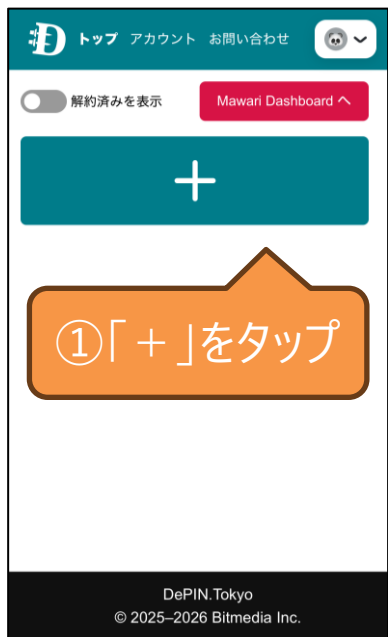 トップ アカウント お問い合わせ
解約済みを表示
Mawari Dashboard へ
①「+」をタップ
DePIN.Tokyo
© 2025–2026 Bitmedia Inc.